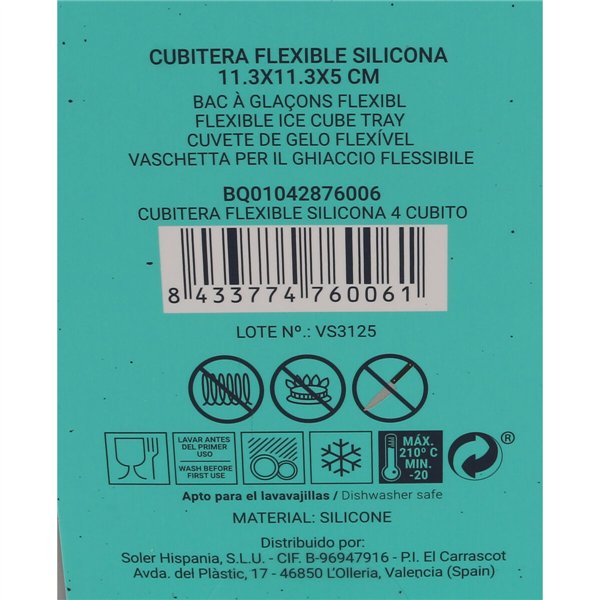 CUBITERA FLEXIBLE SILICONA
11.3X11.3X5 CM
BAC À GLAÇONS FLEXIBL
FLEXIBLE ICE CUBE TRAY
CUVETE DE GELO FLEXÍVEL
VASCHETTA PER IL GHIACCIO FLESSIBILE
BQ01042876006
CUBITERA FLEXIBLE SILICONA 4 CUBITO
8 433774 760061
LOTE Nº.: VS3125
LAVAR ANTES
DEL PRIMER
USO
WASH BEFORE
FIRST USE
MÁX.
210º C
MIN.
-20
®
Apto para el lavavajillas / Dishwasher safe
MATERIAL: SILICONE
Distribuido por:
Soler Hispania, S.L.U. - CIF. B-96947916 - P.I. El Carrascot
Avda. del Plàstic, 17 - 46850 L'Olleria, Valencia (Spain)